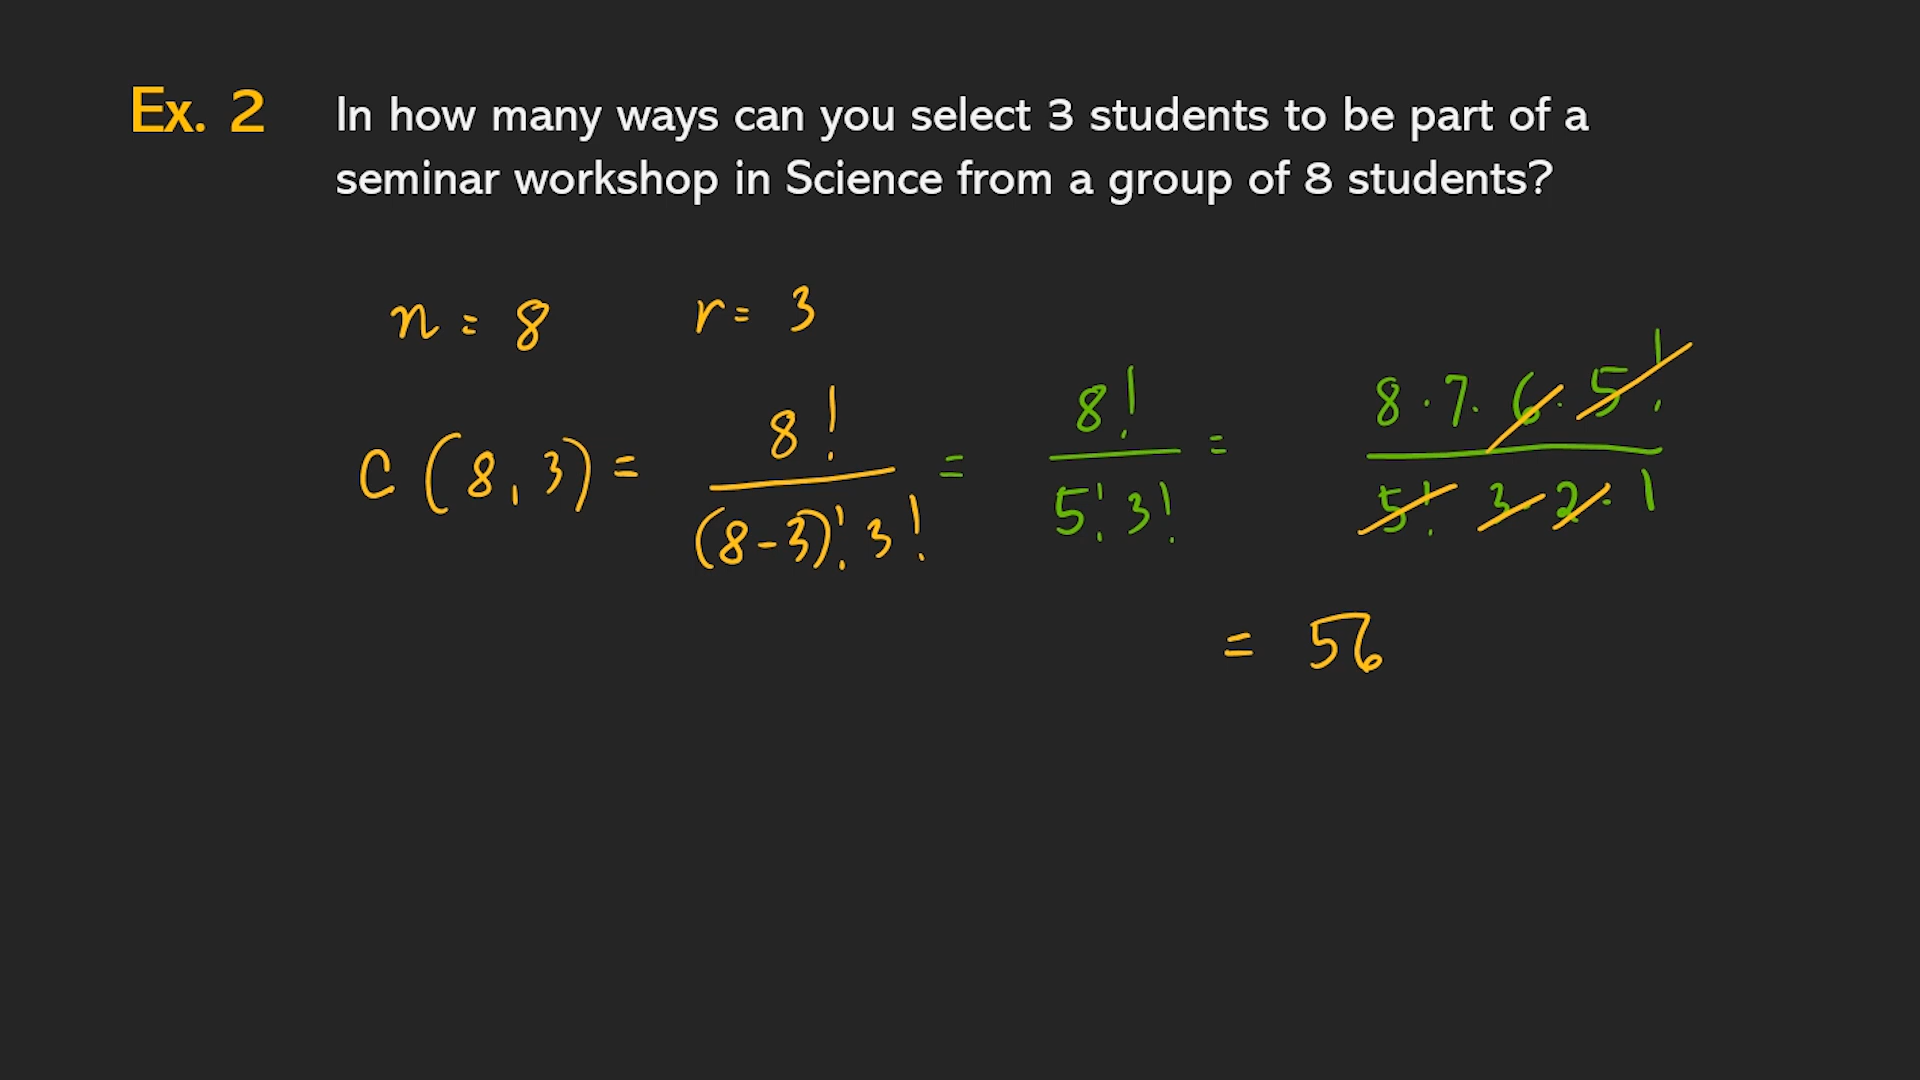 Ex. 2 In how many ways can you select 3 students to be part of a
seminar workshop in Science from a group of 8 students?
n = 8 r = 3
C (8, 3) = 8! / (8-3)! 3! = 8! / 5! 3! = 8 · 7 · 6 · 5! / 5! 3 · 2 · 1
= 56